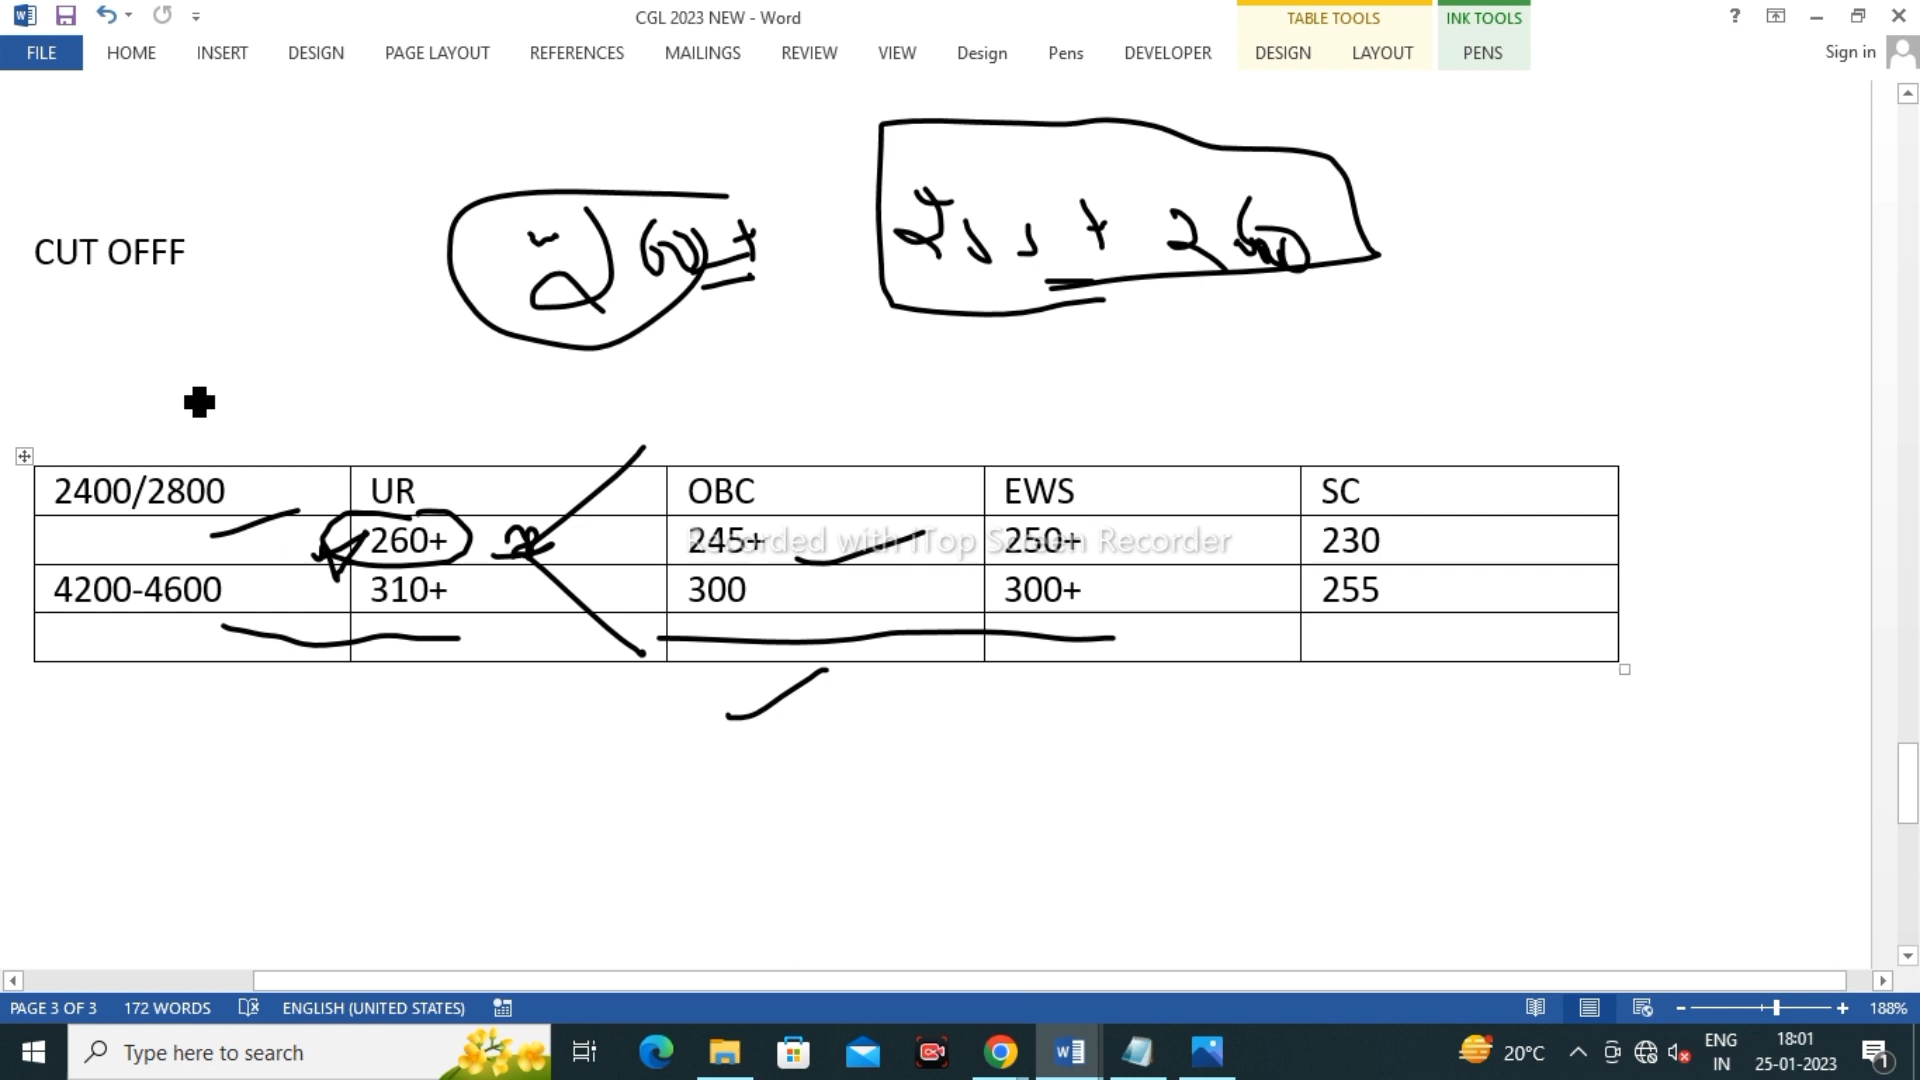 CGL 2023 NEW - Word
TABLE TOOLS
INK TOOLS
?
FILE HOME INSERT DESIGN PAGE LAYOUT REFERENCES MAILINGS REVIEW VIEW Design Pens DEVELOPER DESIGN LAYOUT PENS Sign in
CUT OFFF
260+
+ 260
2400/2800 UR OBC EWS SC
260+ 245+ 250+ 230
Recorded with iTop Screen Recorder
4200-4600 310+ 300 300+ 255
PAGE 3 OF 3 172 WORDS ENGLISH (UNITED STATES) 188%
Type here to search
20°C
ENG
IN
18:01
25-01-2023
1